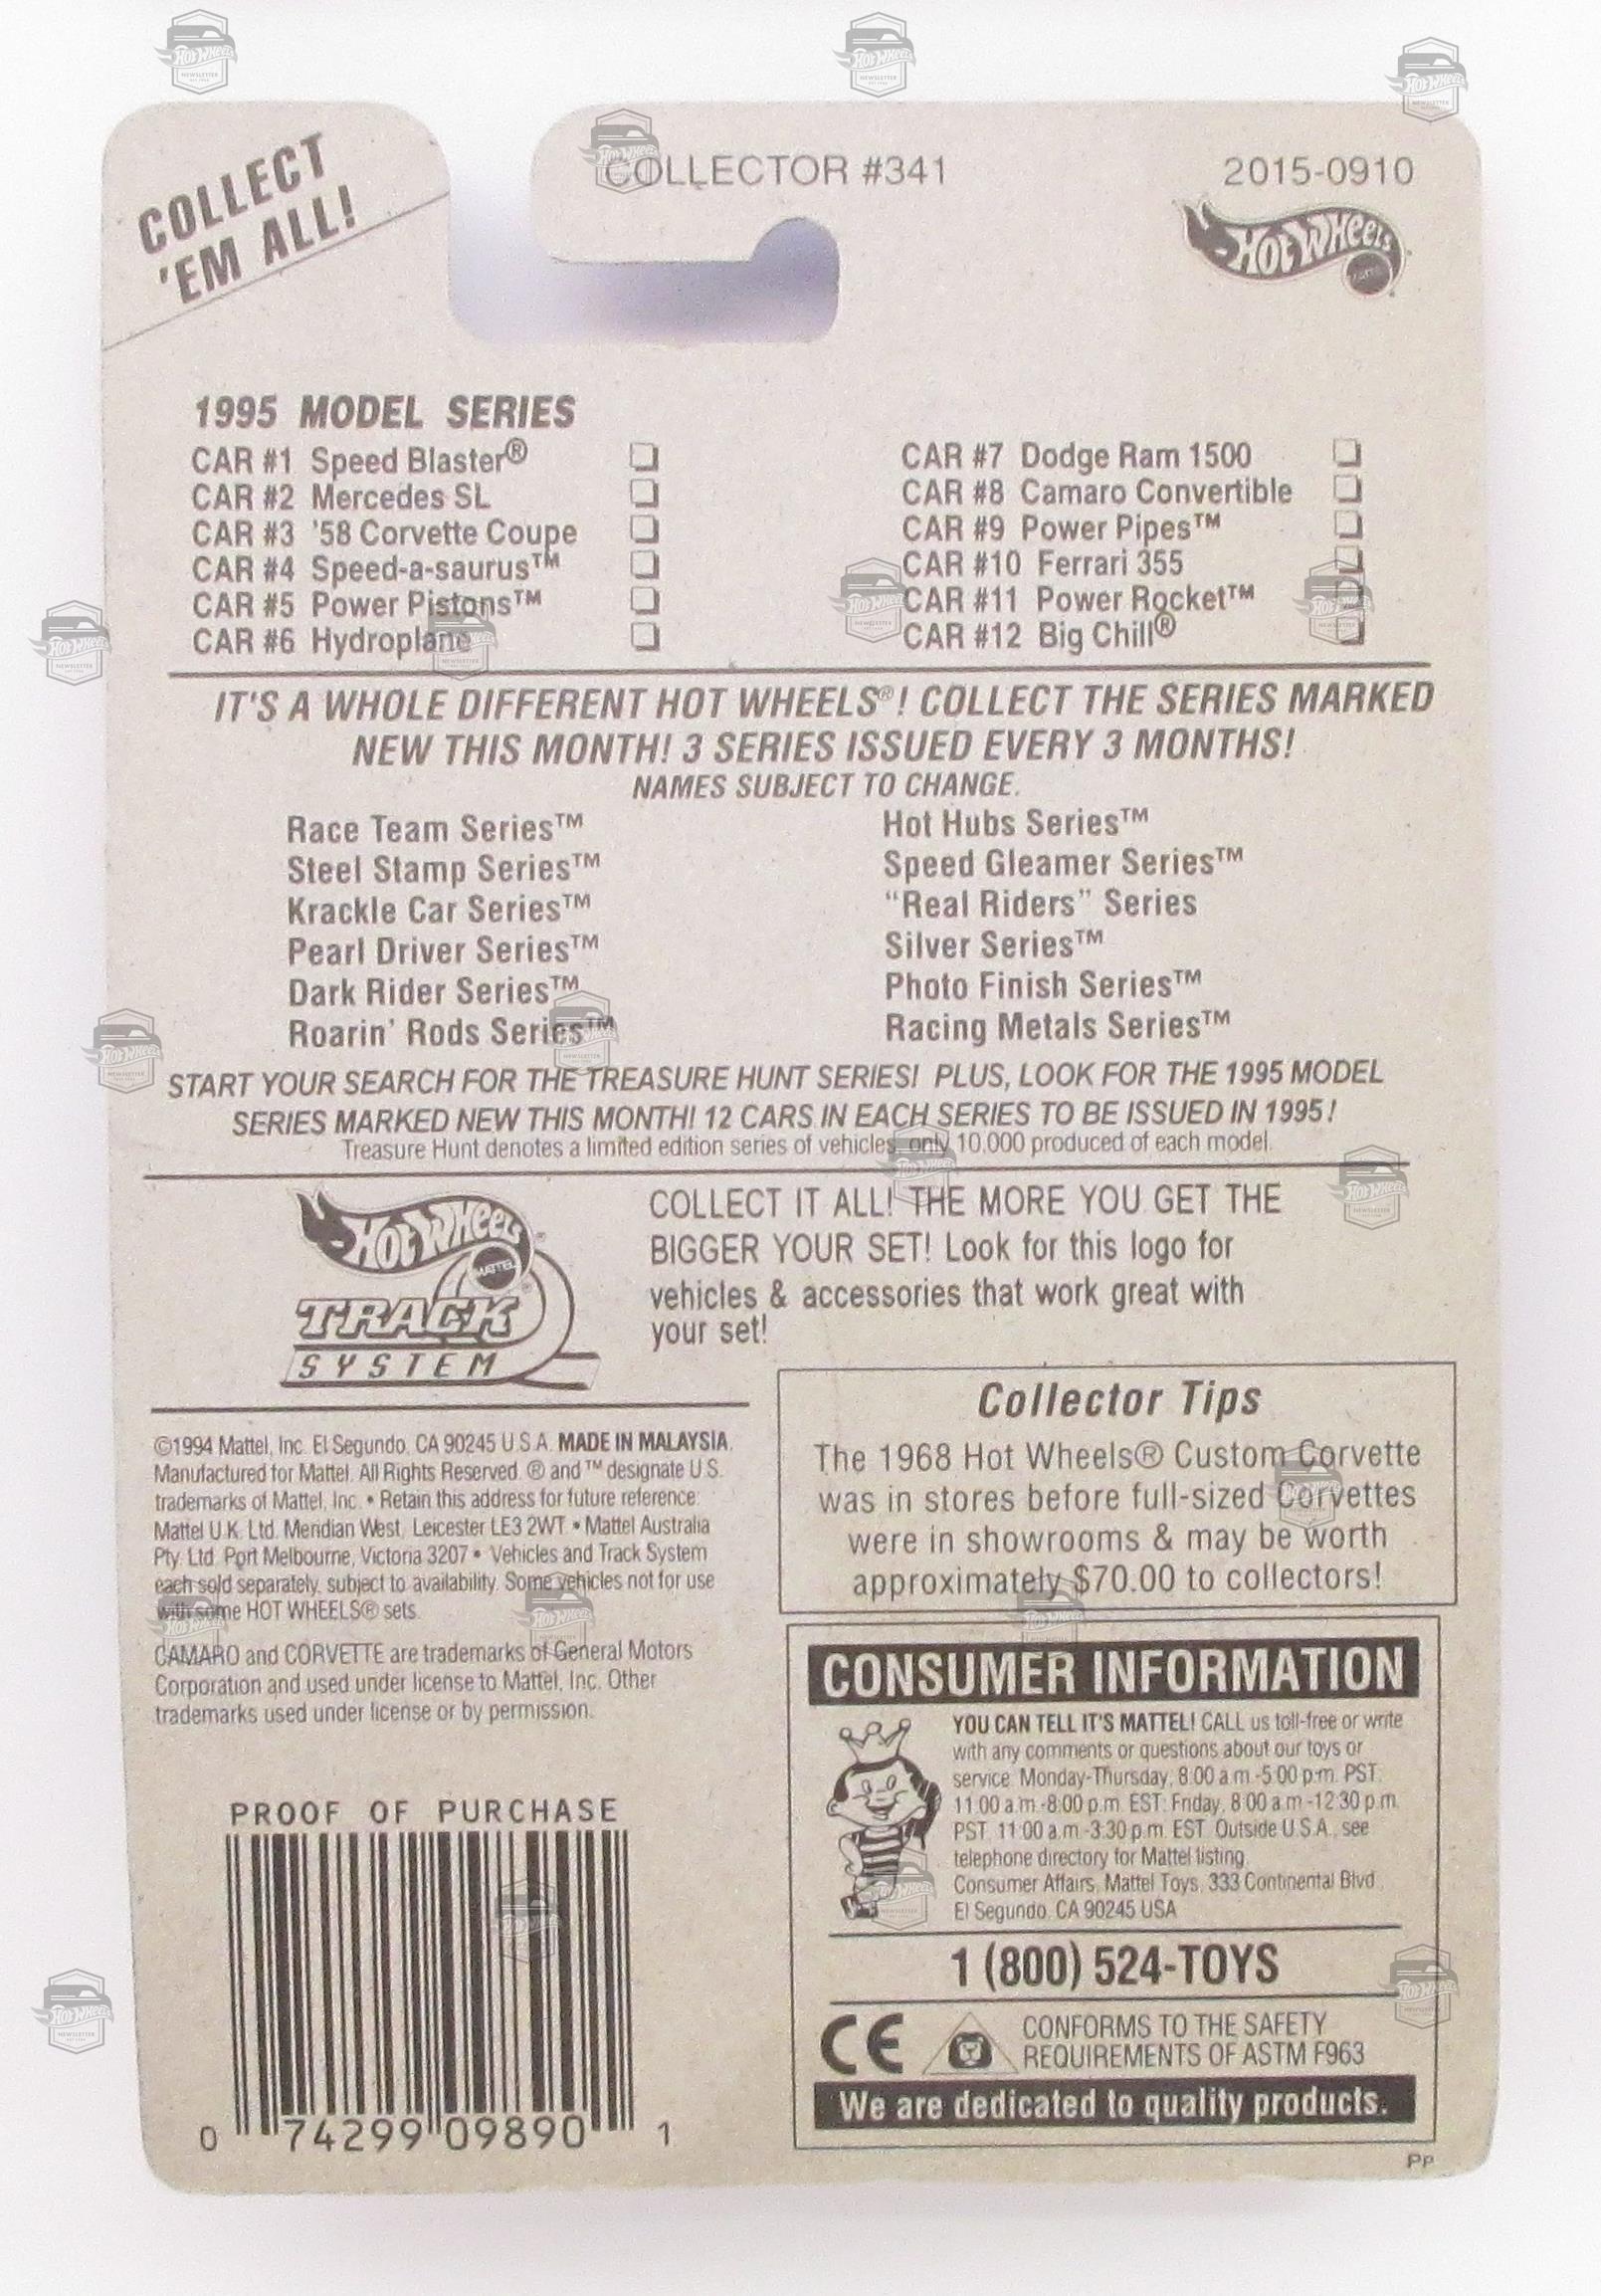 COLLECT
'EM ALL!
COLLECTOR #341
2015-0910
HOT WHEELS
1995 MODEL SERIES
CAR #1 Speed Blaster®
CAR #2 Mercedes SL
CAR #3 '58 Corvette Coupe
CAR #4 Speed-a-saurus™
CAR #5 Power Pistons™
CAR #6 Hydroplane
CAR #7 Dodge Ram 1500
CAR #8 Camaro Convertible
CAR #9 Power Pipes™
CAR #10 Ferrari 355
CAR #11 Power Rocket™
CAR #12 Big Chill®
IT'S A WHOLE DIFFERENT HOT WHEELS®! COLLECT THE SERIES MARKED
NEW THIS MONTH! 3 SERIES ISSUED EVERY 3 MONTHS!
NAMES SUBJECT TO CHANGE.
Race Team Series™
Steel Stamp Series™
Krackle Car Series™
Pearl Driver Series™
Dark Rider Series™
Roarin' Rods Series™
Hot Hubs Series™
Speed Gleamer Series™
“Real Riders” Series
Silver Series™
Photo Finish Series™
Racing Metals Series™
START YOUR SEARCH FOR THE TREASURE HUNT SERIES! PLUS, LOOK FOR THE 1995 MODEL
SERIES MARKED NEW THIS MONTH! 12 CARS IN EACH SERIES TO BE ISSUED IN 1995!
Treasure Hunt denotes a limited edition series of vehicles, only 10,000 produced of each model.
HOT WHEELS
MATTEL
TRACK
SYSTEM
COLLECT IT ALL! THE MORE YOU GET THE
BIGGER YOUR SET! Look for this logo for
vehicles & accessories that work great with
your set!
©1994 Mattel, Inc. El Segundo, CA 90245 U.S.A. MADE IN MALAYSIA.
Manufactured for Mattel. All Rights Reserved. ® and ™ designate U.S.
trademarks of Mattel, Inc. • Retain this address for future reference:
Mattel U.K. Ltd. Meridian West, Leicester LE3 2WT. • Mattel Australia
Pty. Ltd. Port Melbourne, Victoria 3207 • Vehicles and Track System
each sold separately, subject to availability. Some vehicles not for use
with some HOT WHEELS® sets.
CAMARO and CORVETTE are trademarks of General Motors
Corporation and used under license to Mattel, Inc. Other
trademarks used under license or by permission.
Collector Tips
The 1968 Hot Wheels® Custom Corvette
was in stores before full-sized Corvettes
were in showrooms & may be worth
approximately $70.00 to collectors!
CONSUMER INFORMATION
YOU CAN TELL IT'S MATTEL! CALL us toll-free or write
with any comments or questions about our toys or
service. Monday-Thursday, 8:00 a.m.-5:00 p.m. PST.
11:00 a.m.-8:00 p.m. EST. Friday, 8:00 a.m.-12:30 p.m.
PST. 11:00 a.m.-3:30 p.m. EST. Outside U.S.A., see
telephone directory for Mattel listing.
Consumer Affairs, Mattel Toys, 333 Continental Blvd.,
El Segundo, CA 90245 USA
1 (800) 524-TOYS
CE
CONFORMS TO THE SAFETY
REQUIREMENTS OF ASTM F963
We are dedicated to quality products.
PROOF OF PURCHASE
0 74299 09890 1
PP